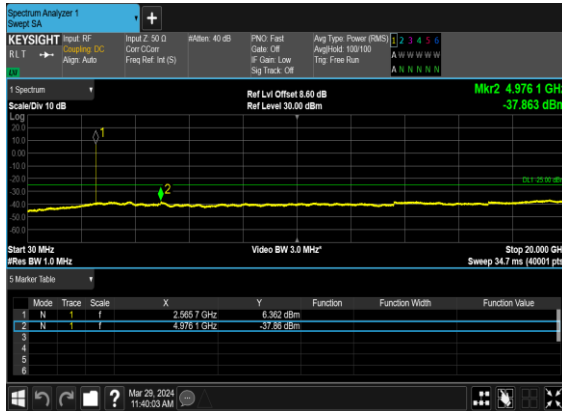 Spectrum Analyzer 1
Swept SA
+
KEYSIGHT Input: RF Input Z: 50 Ω #Atten: 40 dB PNO: Fast Avg Type: Power (RMS) 1 2 3 4 5 6
R L T Coupling: DC Corr CCorr Gate: Off Avg|Hold: 100/100 A W W W W W
Align: Auto Freq Ref: Int (S) IF Gain: Low Trig: Free Run
Sig Track: Off A N N N N N
1 Spectrum Ref Lvl Offset 8.60 dB Mkr2 4.976 1 GHz
Scale/Div 10 dB Ref Level 30.00 dBm -37.863 dBm
Log
20.0
10.0
0.00
-10.0
-20.0
-30.0
-40.0
-50.0
-60.0
1
2
DL1 -25.00 dB
Start 30 MHz Video BW 3.0 MHz* Stop 20.000 GH
#Res BW 1.0 MHz Sweep 34.7 ms (40001 pts
5 Marker Table
Mode Trace Scale X Y Function Function Width Function Value
1 N 1 f 2.565 7 GHz 6.362 dBm
2 N 1 f 4.976 1 GHz -37.86 dBm
3
4
5
6
? Mar 29, 2024
11:40:03 AM